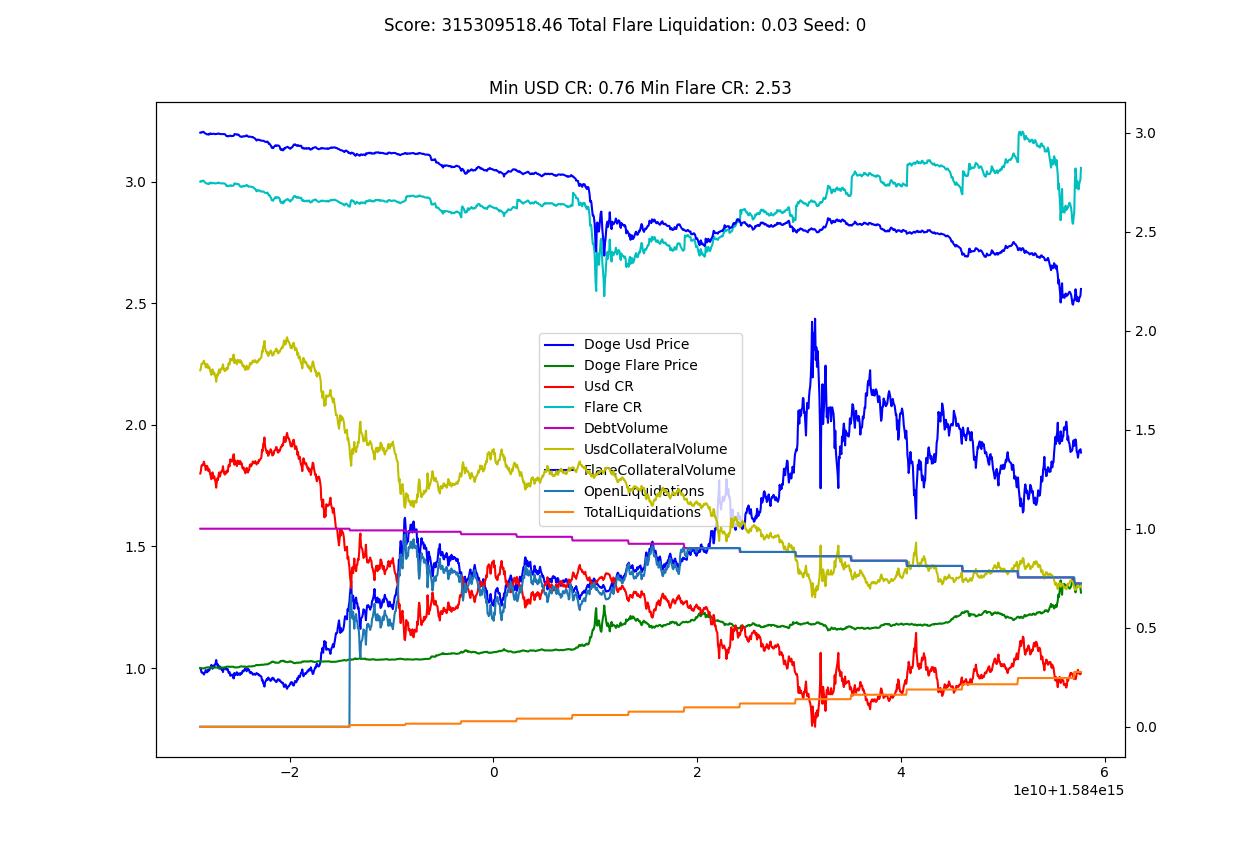 Score: 315309518.46 Total Flare Liquidation: 0.03 Seed: 0
Min USD CR: 0.76 Min Flare CR: 2.53
3.0
2.5
2.0
1.5
1.0
3.0
2.5
2.0
1.5
1.0
0.5
0.0
Doge Usd Price
Doge Flare Price
Usd CR
Flare CR
DebtVolume
UsdCollateralVolume
FlareCollateralVolume
OpenLiquidations
TotalLiquidations
−2
0
2
4
6
1e10+1.584e15